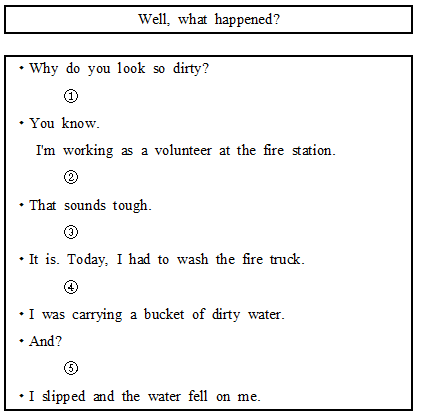 Well, what happened?
・Why do you look so dirty?
①
・You know.
I'm working as a volunteer at the fire station.
②
・That sounds tough.
③
・It is. Today, I had to wash the fire truck.
④
・I was carrying a bucket of dirty water.
・And?
⑤
・I slipped and the water fell on me.